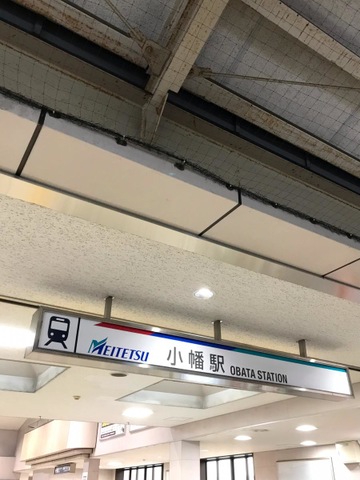 MEITETSU 小幡駅 OBATA STATION